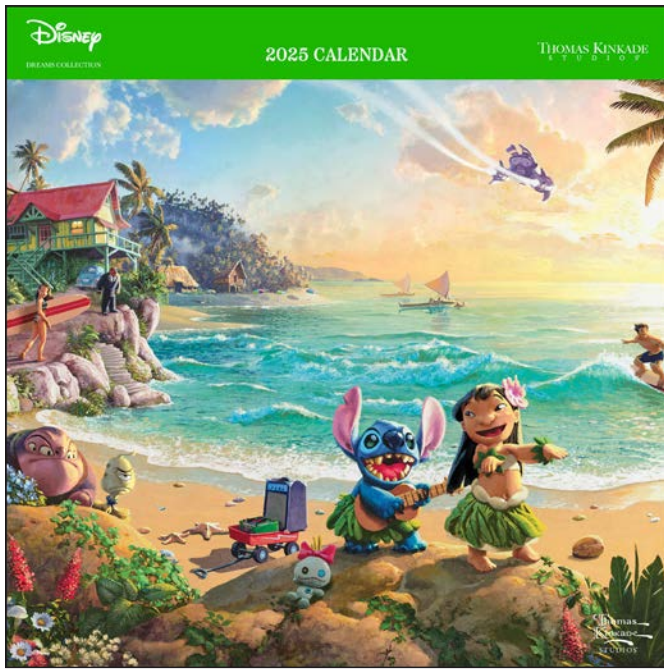 Disney
DREAMS COLLECTION
2025 CALENDAR
THOMAS KINKADE
STUDIOS
Thomas
Kinkade
STUDIOS